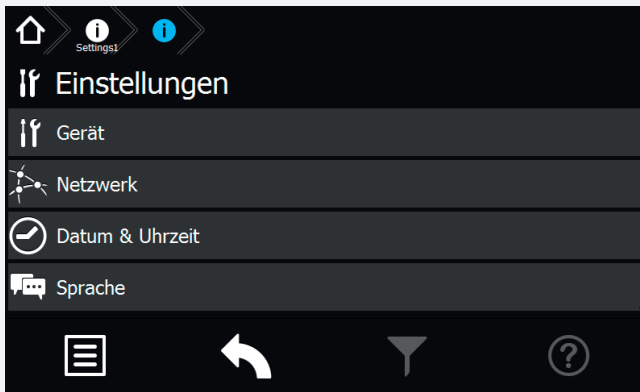 Settings1
Einstellungen
Gerät
Netzwerk
Datum & Uhrzeit
Sprache